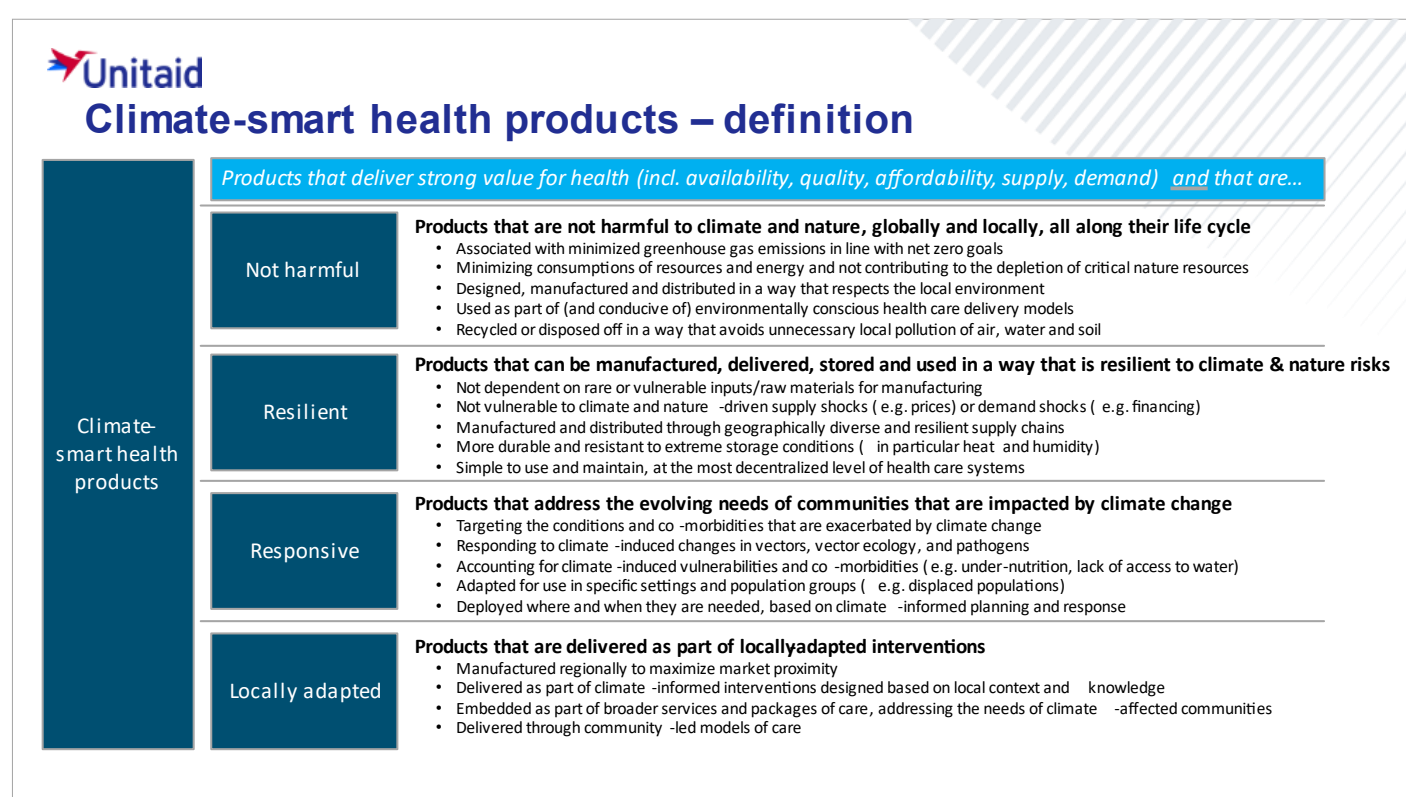 Unitaid
Climate-smart health products – definition
Climate-
smart health
products
Products that deliver strong value for health (incl. availability, quality, affordability, supply, demand) and that are...
Not harmful
Products that are not harmful to climate and nature, globally and locally, all along their life cycle
• Associated with minimized greenhouse gas emissions in line with net zero goals
• Minimizing consumptions of resources and energy and not contributing to the depletion of critical nature resources
• Designed, manufactured and distributed in a way that respects the local environment
• Used as part of (and conducive of) environmentally conscious health care delivery models
• Recycled or disposed off in a way that avoids unnecessary local pollution of air, water and soil
Resilient
Products that can be manufactured, delivered, stored and used in a way that is resilient to climate & nature risks
• Not dependent on rare or vulnerable inputs/raw materials for manufacturing
• Not vulnerable to climate and nature -driven supply shocks ( e.g. prices) or demand shocks ( e.g. financing)
• Manufactured and distributed through geographically diverse and resilient supply chains
• More durable and resistant to extreme storage conditions ( in particular heat and humidity)
• Simple to use and maintain, at the most decentralized level of health care systems
Responsive
Products that address the evolving needs of communities that are impacted by climate change
• Targeting the conditions and co -morbidities that are exacerbated by climate change
• Responding to climate -induced changes in vectors, vector ecology, and pathogens
• Accounting for climate -induced vulnerabilities and co -morbidities ( e.g. under-nutrition, lack of access to water)
• Adapted for use in specific settings and population groups ( e.g. displaced populations)
• Deployed where and when they are needed, based on climate -informed planning and response
Locally adapted
Products that are delivered as part of locally-adapted interventions
• Manufactured regionally to maximize market proximity
• Delivered as part of climate -informed interventions designed based on local context and knowledge
• Embedded as part of broader services and packages of care, addressing the needs of climate -affected communities
• Delivered through community -led models of care